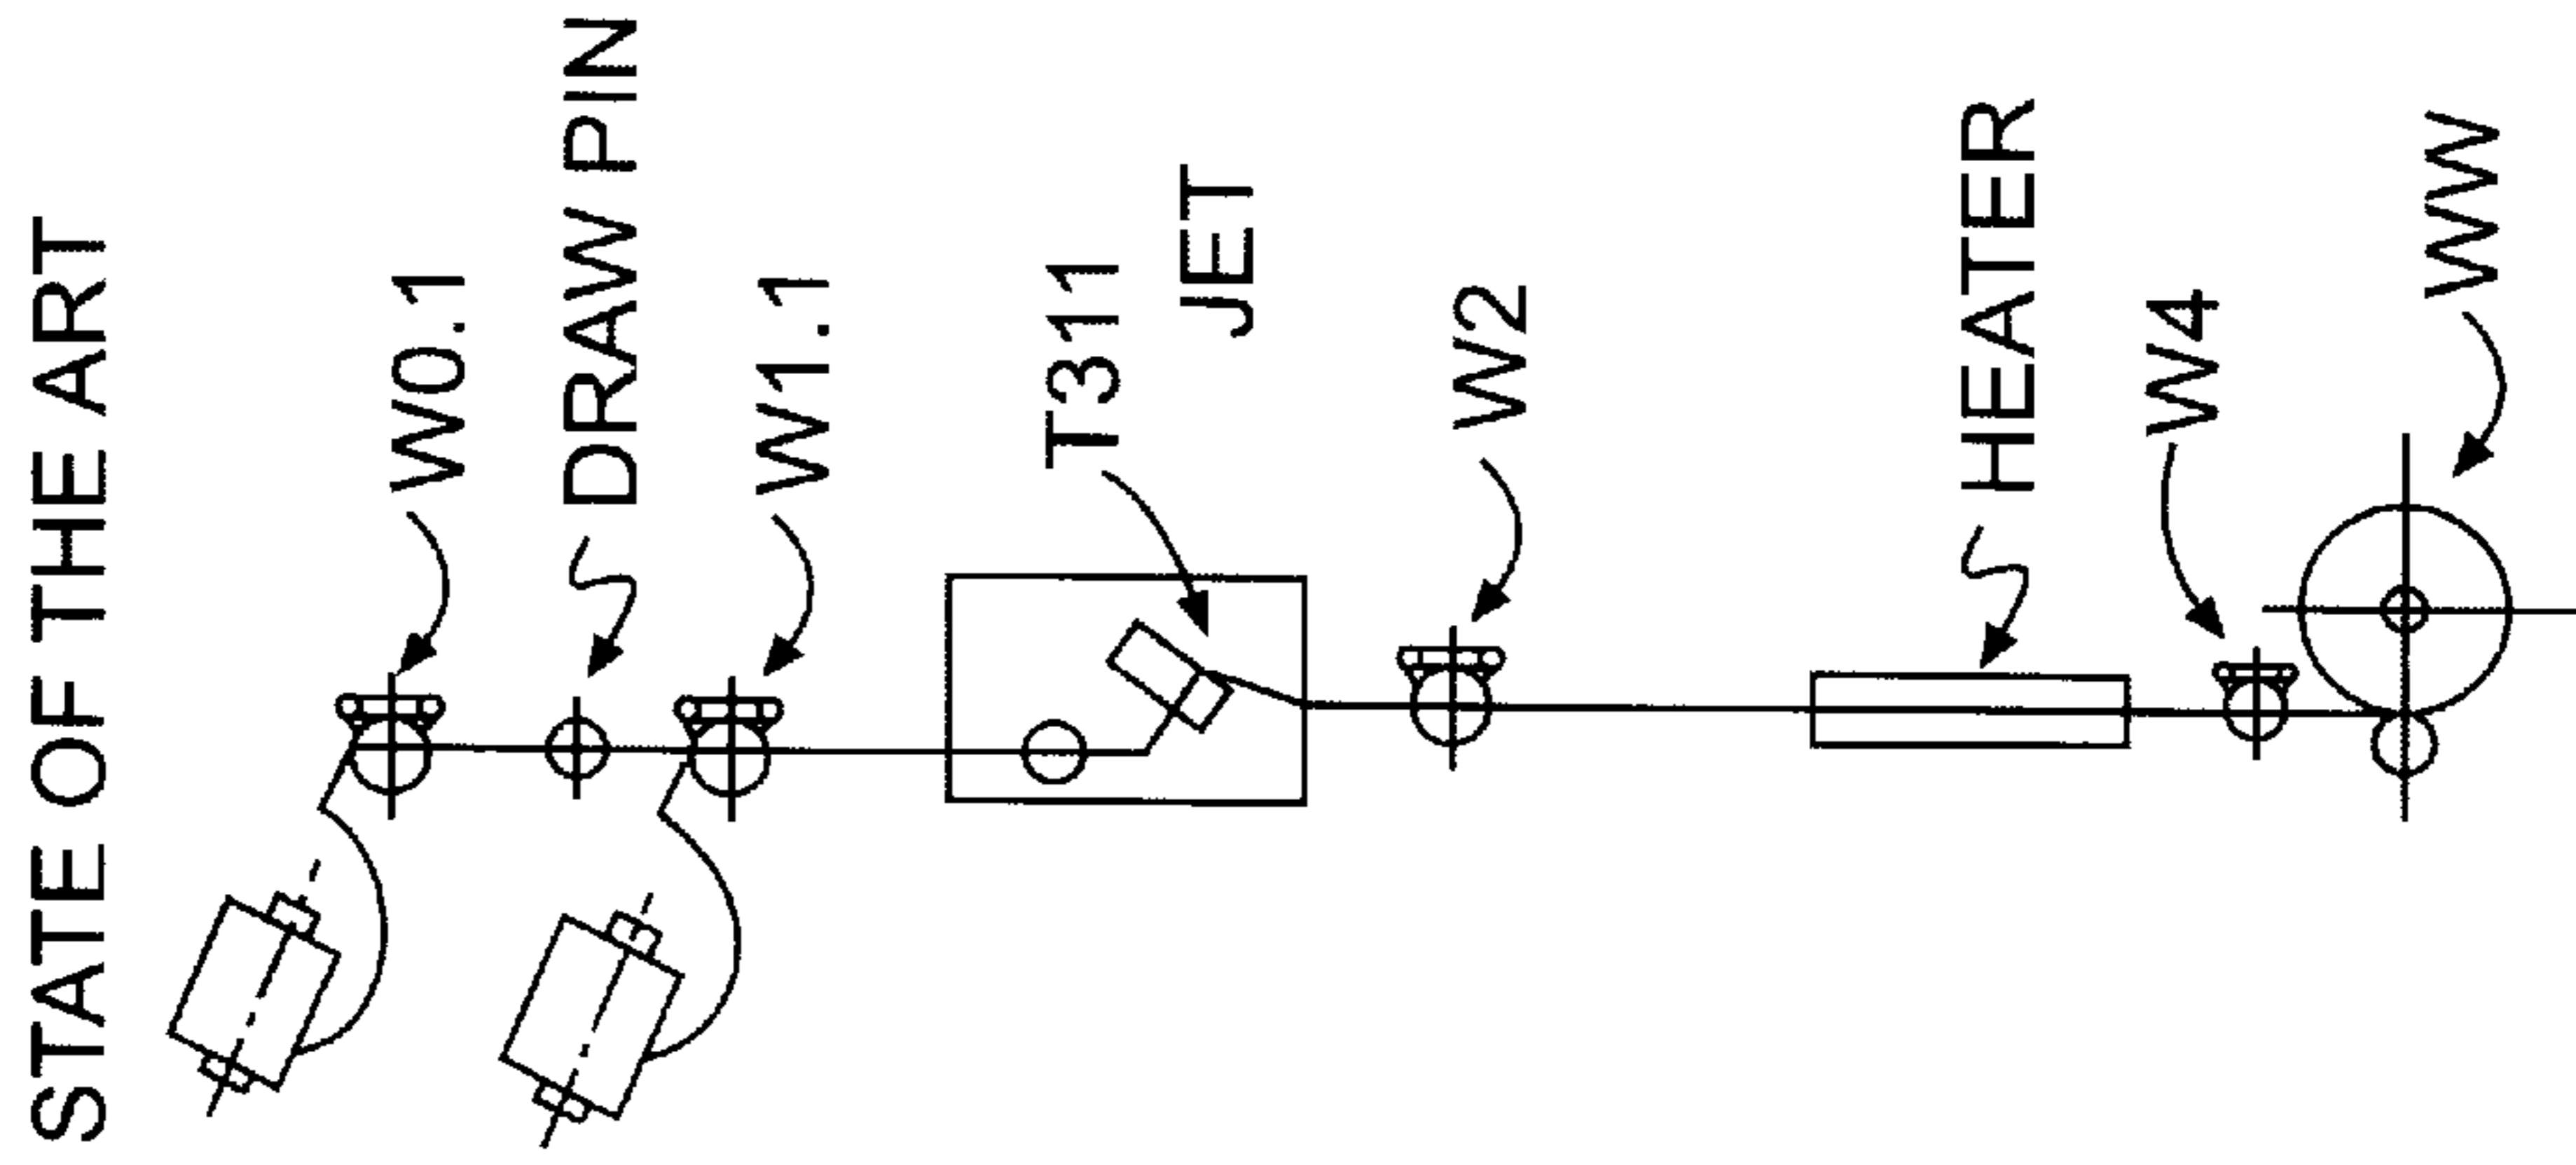 STATE OF THE ART
W0.1
DRAW PIN
W1.1
T311
JET
W2
HEATER
W4
WW